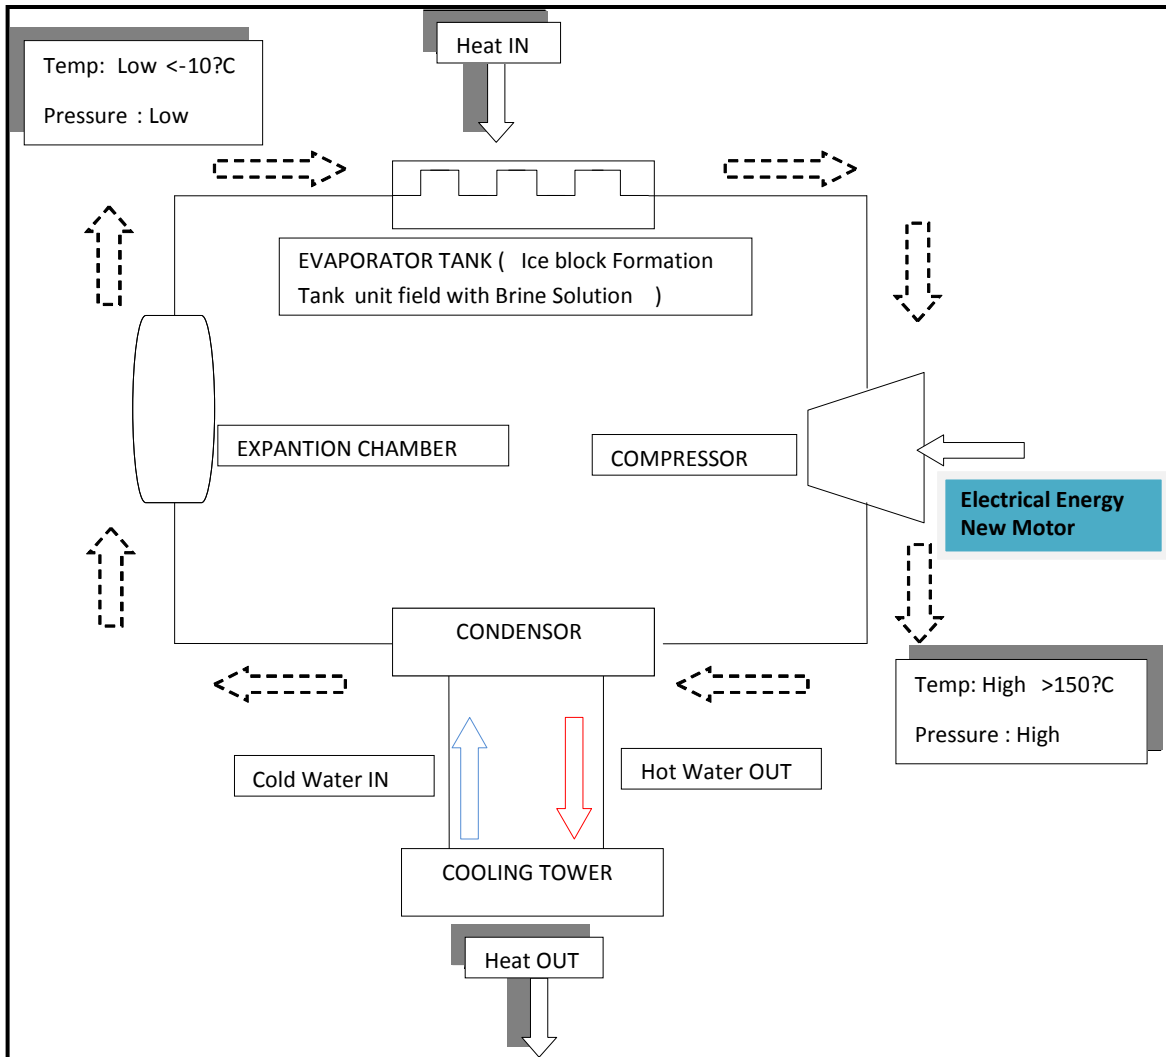 Temp:  Low <-10?C
Pressure : Low
Heat IN
EVAPORATOR TANK (  Ice block Formation
Tank unit field with Brine Solution  )
EXPANTION CHAMBER
COMPRESSOR
Electrical Energy
New Motor
CONDENSOR
Temp: High  >150?C
Pressure : High
Cold Water IN
Hot Water OUT
COOLING TOWER
Heat OUT